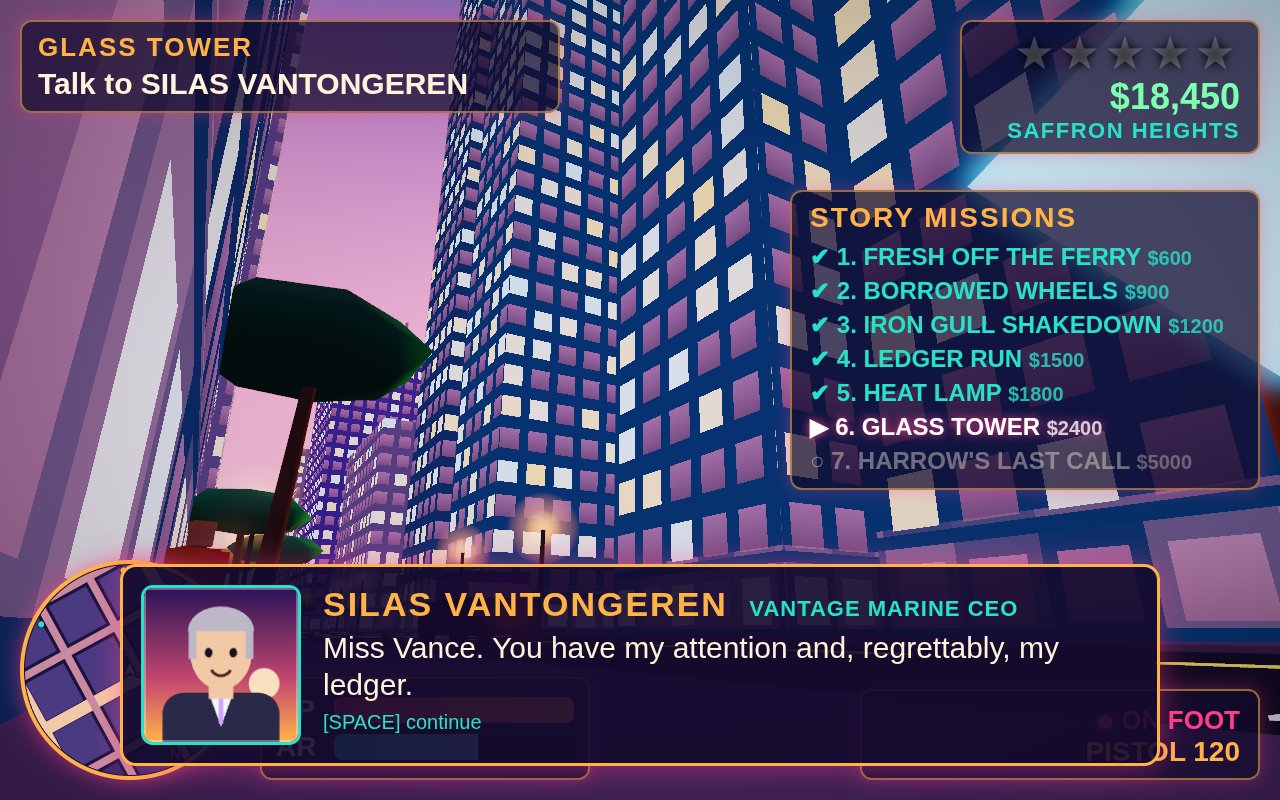 GLASS TOWER
Talk to SILAS VANTONGEREN
★★★★★
$18,450
SAFFRON HEIGHTS
STORY MISSIONS
✔ 1. FRESH OFF THE FERRY $600
✔ 2. BORROWED WHEELS $900
✔ 3. IRON GULL SHAKEDOWN $1200
✔ 4. LEDGER RUN $1500
✔ 5. HEAT LAMP $1800
▶ 6. GLASS TOWER $2400
○ 7. HARROW'S LAST CALL $5000
SILAS VANTONGEREN VANTAGE MARINE CEO
Miss Vance. You have my attention and, regrettably, my
ledger.
[SPACE] continue
AR
● ON FOOT
PISTOL 120